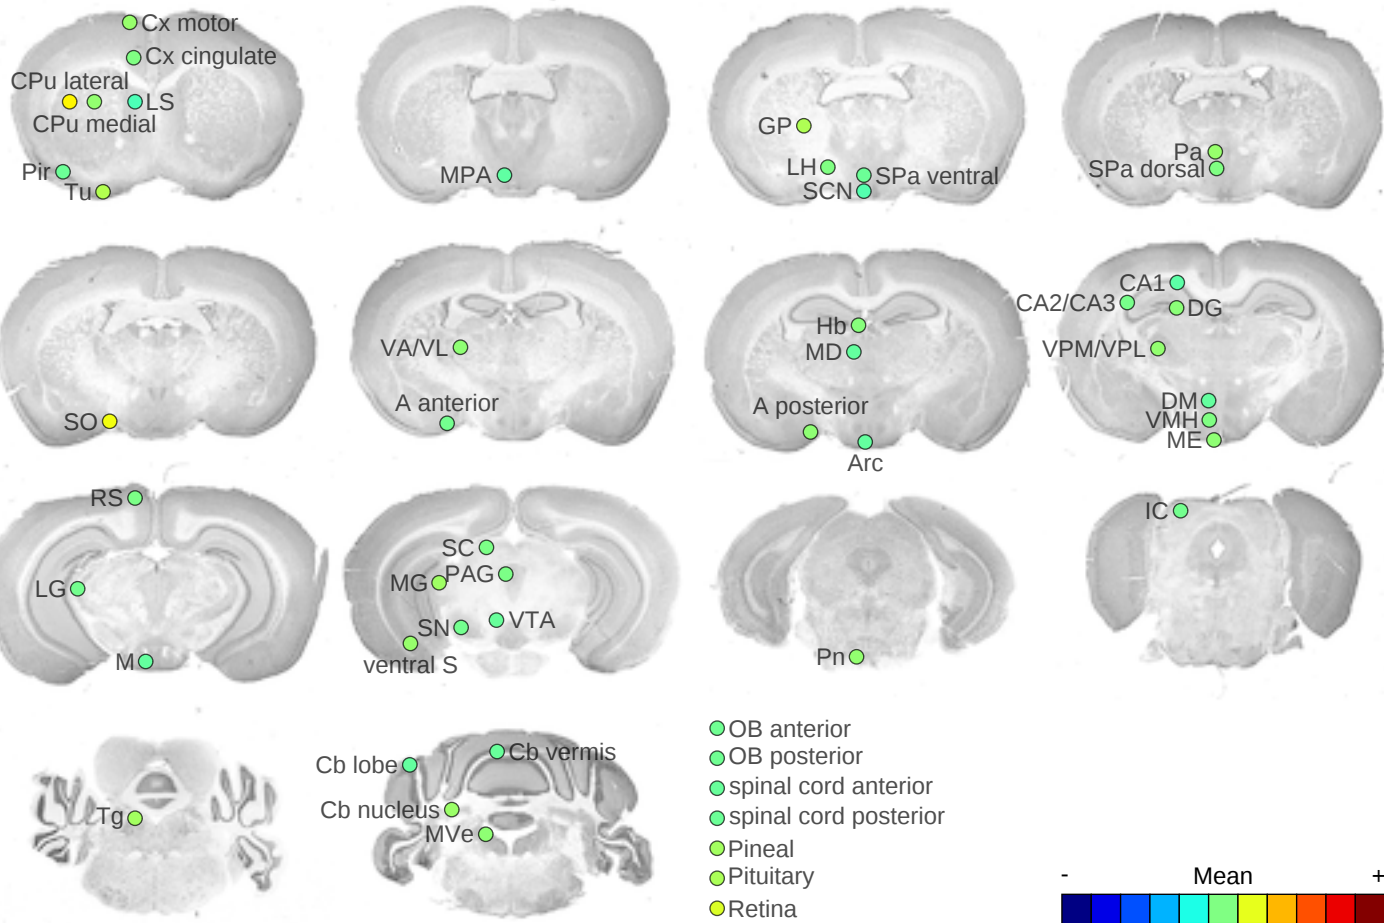 Cx motor
Cx cingulate
CPu lateral
LS
CPu medial
Pir
Tu
MPA
GP
LH
SPa ventral
SCN
Pa
SPa dorsal
SO
VA/VL
A anterior
Hb
MD
A posterior
Arc
CA1
CA2/CA3
DG
VPM/VPL
DM
VMH
ME
RS
LG
M
SC
MG
PAG
SN
VTA
ventral S
Pn
IC
Tg
Cb lobe
Cb vermis
Cb nucleus
MVe
OB anterior
OB posterior
spinal cord anterior
spinal cord posterior
Pineal
Pituitary
Retina
- Mean +